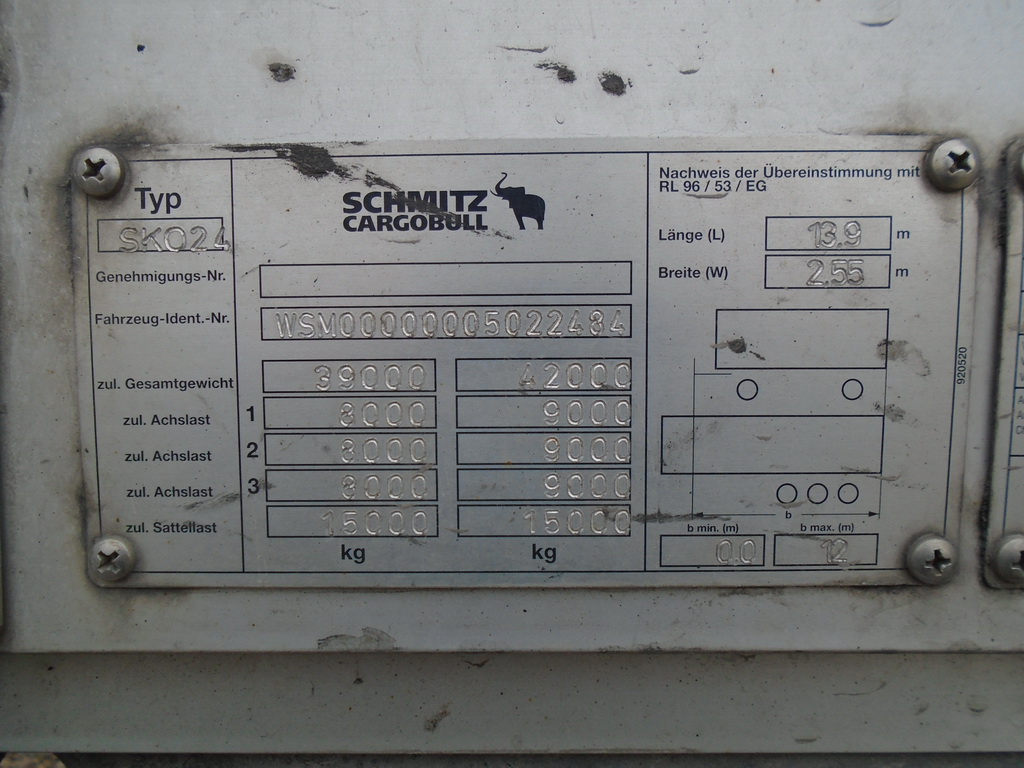 Typ
SKO24
SCHMITZ
CARGOBULL
Nachweis der Übereinstimmung mit
RL 96 / 53 / EG
Länge (L) 13.9 m
Breite (W) 2.55 m
Genehmigungs-Nr.
Fahrzeug-Ident.-Nr. WSM00000005022484
zul. Gesamtgewicht 39000 42000
zul. Achslast 1 8000 9000
zul. Achslast 2 8000 9000
zul. Achslast 3 8000 9000
zul. Sattellast 15000 15000
kg kg
b
b min. (m) b max. (m)
0.0 12
920520